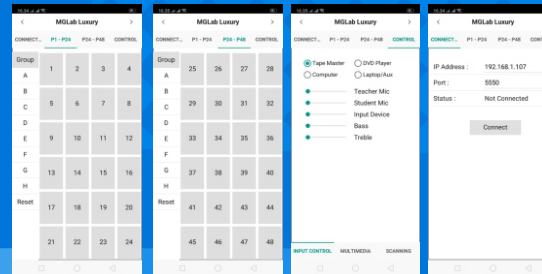 MGLab Luxury
CONNECT... P1 - P24 P24 - P48 CONTROL
Group 1 2 3 4
A
B
C 5 6 7 8
D
E 9 10 11 12
F
G 13 14 15 16
H
Reset 17 18 19 20
21 22 23 24
MGLab Luxury
CONNECT... P1 - P24 P24 - P48 CONTROL
Group 25 26 27 28
A
B
C 29 30 31 32
D
E 33 34 35 36
F
G 37 38 39 40
H
Reset 41 42 43 44
45 46 47 48
MGLab Luxury
CONNECT... P1 - P24 P24 - P48 CONTROL
Tape Master DVD Player
Computer Laptop/Aux
Teacher Mic
Student Mic
Input Device
Bass
Treble
INPUT CONTROL MULTIMEDIA SCANNING
MGLab Luxury
CONNECT... P1 - P24 P24 - P48 CONT
IP Address : 192.168.1.107
Port : 5550
Status : Not Connected
Connect